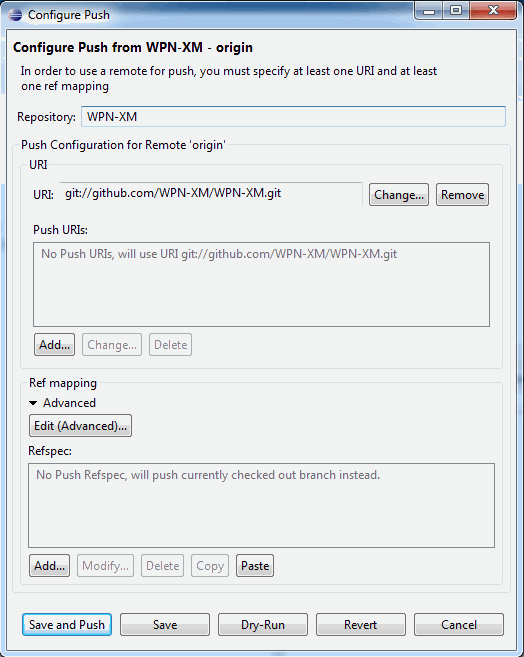 Configure Push
Configure Push from WPN-XM - origin
In order to use a remote for push, you must specify at least one URI and at least
one ref mapping
Repository: WPN-XM
Push Configuration for Remote 'origin'
URI
URI: git://github.com/WPN-XM/WPN-XM.git Change... Remove
Push URIs:
No Push URIs, will use URI git://github.com/WPN-XM/WPN-XM.git
Add... Change... Delete
Ref mapping
Advanced
Edit (Advanced)...
Refspec:
No Push Refspec, will push currently checked out branch instead.
Add... Modify... Delete Copy Paste
Save and Push Save Dry-Run Revert Cancel